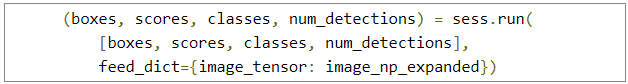 (boxes, scores, classes, num_detections) = sess.run(
[boxes, scores, classes, num_detections],
feed_dict={image_tensor: image_np_expanded})